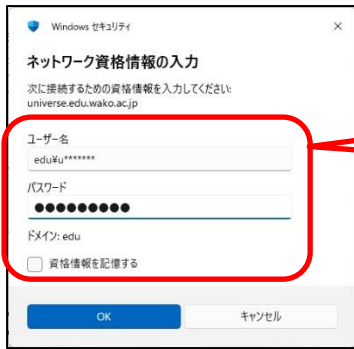 Windows セキュリティ
ネットワーク資格情報の入力
次に接続するための資格情報を入力してください:
universe.edu.wako.ac.jp
ユーザー名
edu¥u*******
パスワード
●●●●●●●●●
ドメイン: edu
資格情報を記憶する
OK
キャンセル